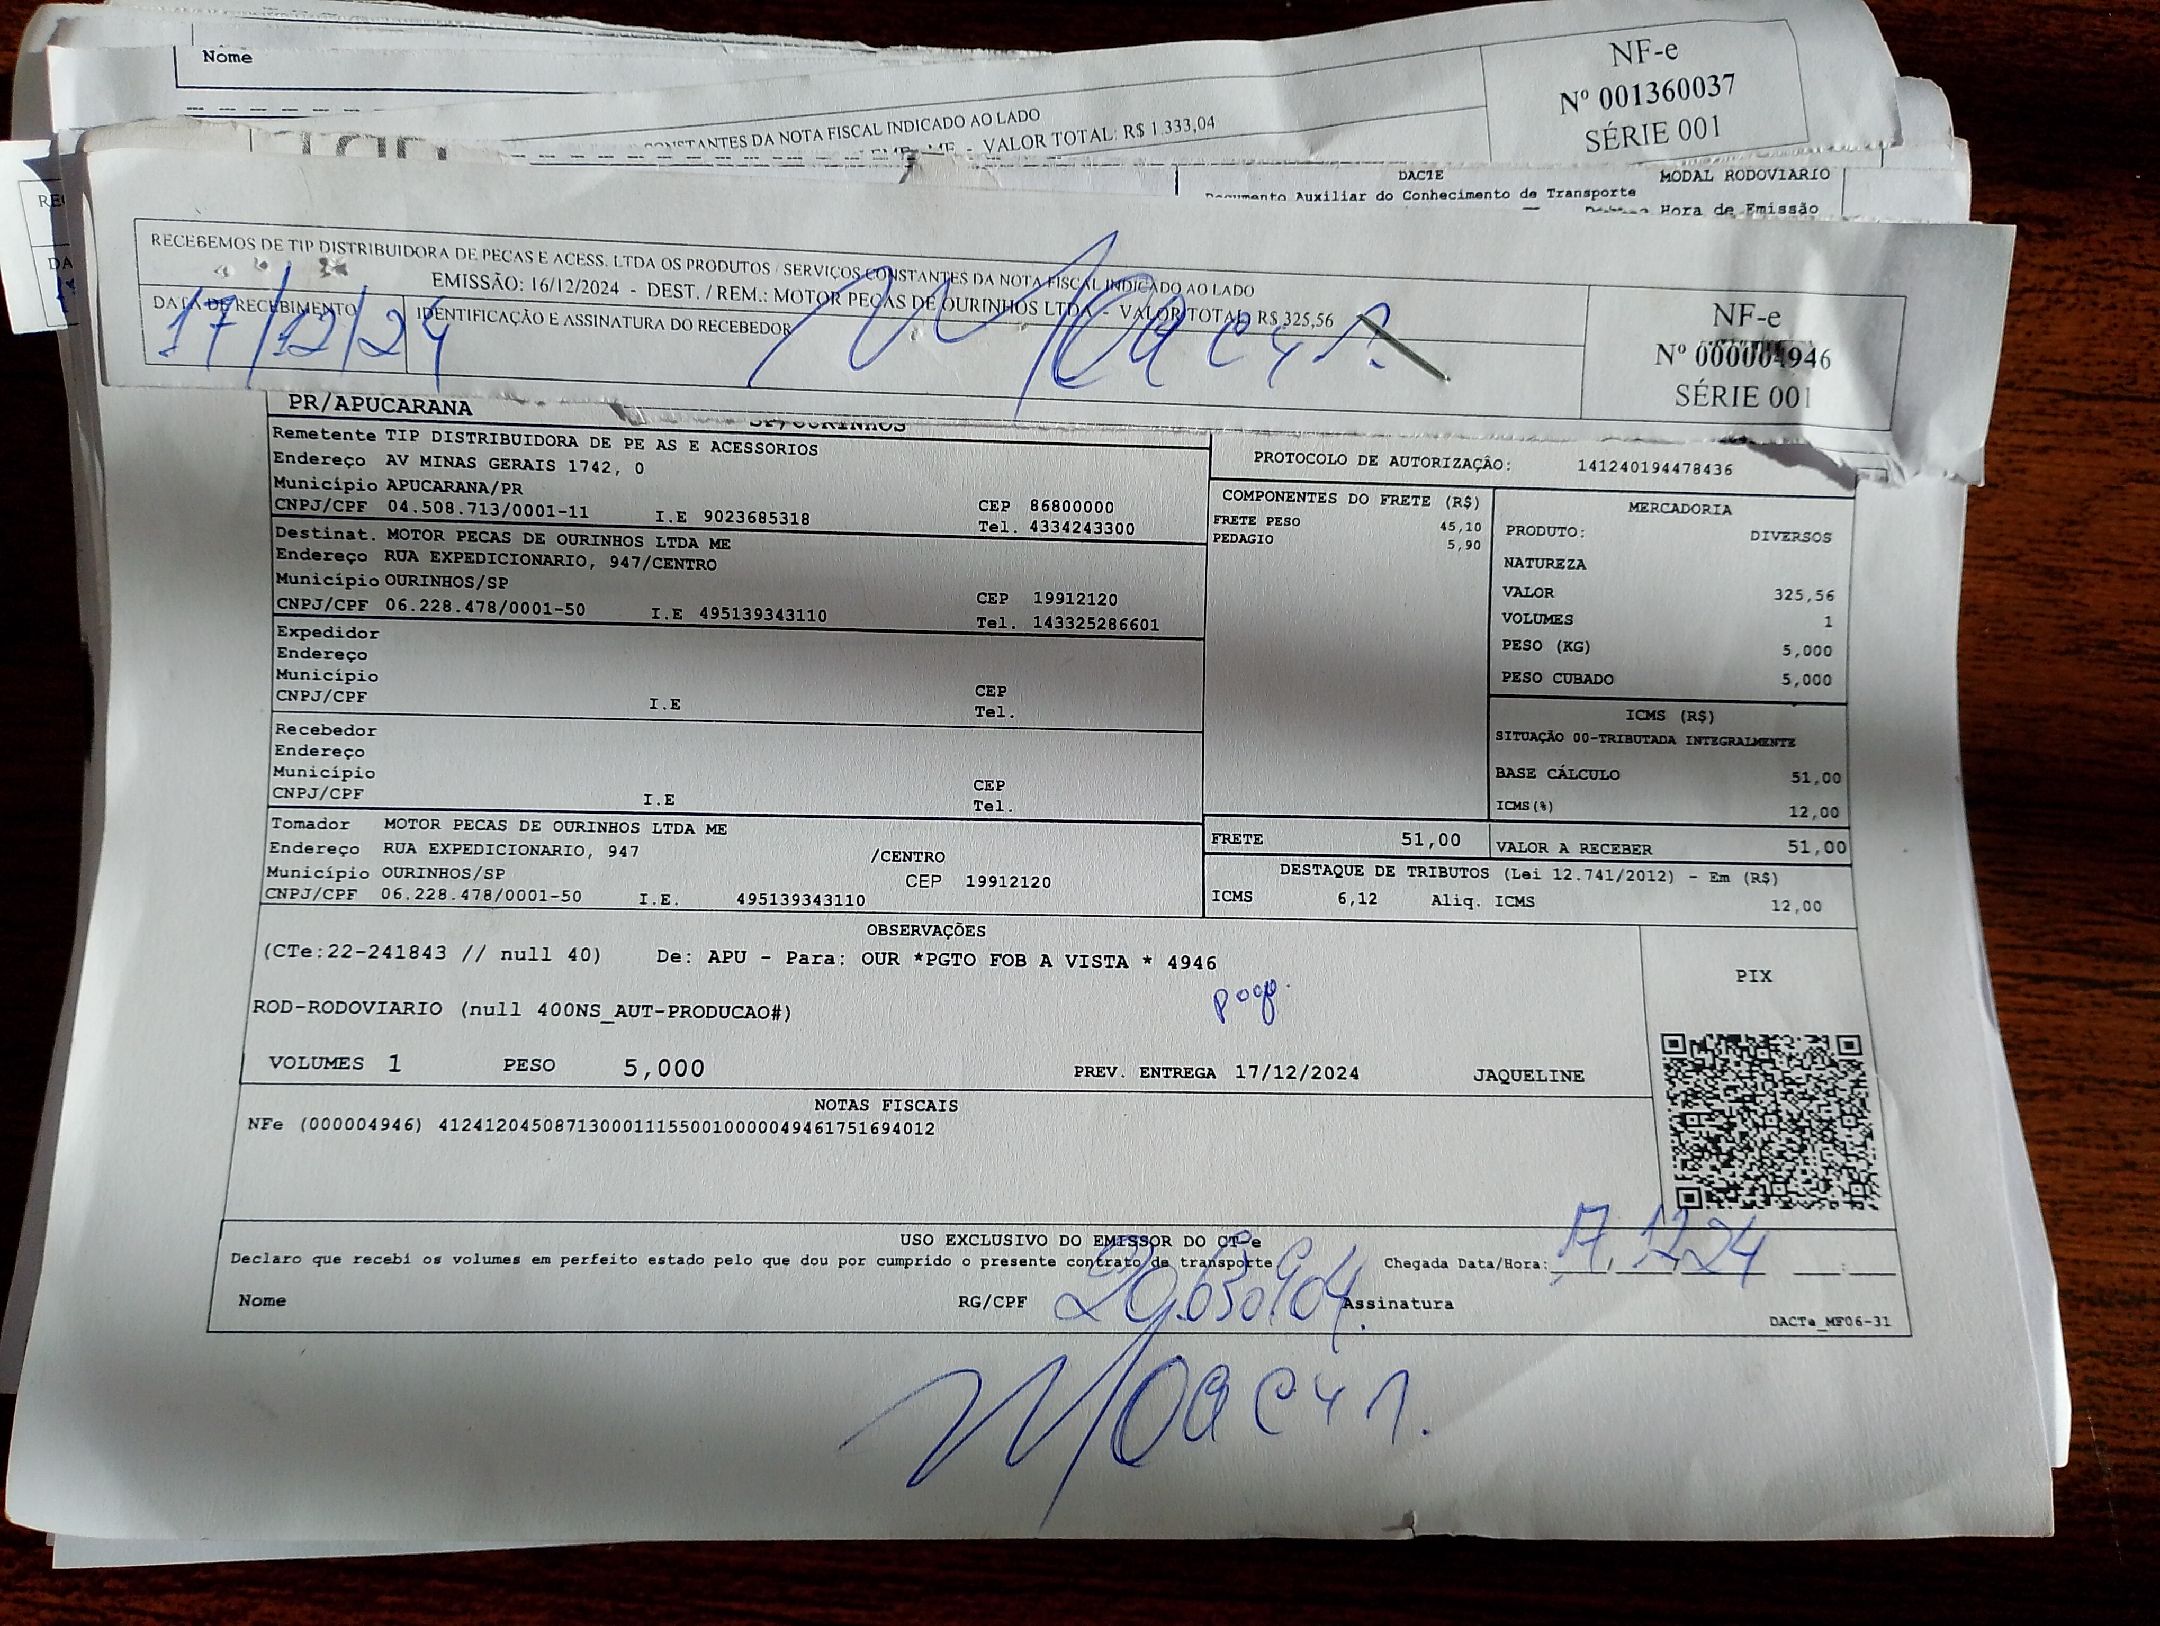 Nome
CONSTANTES DA NOTA FISCAL INDICADO AO LADO
- VALOR TOTAL: R$ 1.333,04
NF-e
Nº 001360037
SÉRIE 001
DACTE
MODAL RODOVIARIO
Documento Auxiliar do Conhecimento de Transporte
Hora de Emissão
RECEBEMOS DE TIP DISTRIBUIDORA DE PECAS E ACESS. LTDA OS PRODUTOS / SERVIÇOS CONSTANTES DA NOTA FISCAL INDICADO AO LADO
EMISSÃO: 16/12/2024 - DEST. / REM.: MOTOR PEÇAS DE OURINHOS LTDA - VALOR TOTAL: R$ 325,56
DATA DE RECEBIMENTO
17/12/24
IDENTIFICAÇÃO E ASSINATURA DO RECEBEDOR
Moacyr.
NF-e
Nº 000004946
SÉRIE 001
PR/APUCARANA
SP/OURINHOS
Remetente TIP DISTRIBUIDORA DE PE AS E ACESSORIOS
Endereço AV MINAS GERAIS 1742, 0
Município APUCARANA/PR
CEP 86800000
CNPJ/CPF 04.508.713/0001-11 I.E 9023685318
Tel. 4334243300
Destinat. MOTOR PECAS DE OURINHOS LTDA ME
Endereço RUA EXPEDICIONARIO, 947/CENTRO
Município OURINHOS/SP
CEP 19912120
CNPJ/CPF 06.228.478/0001-50 I.E 495139343110
Tel. 143325286601
Expedidor
Endereço
Município
CEP
CNPJ/CPF I.E
Tel.
Recebedor
Endereço
Município
CEP
CNPJ/CPF I.E
Tel.
Tomador MOTOR PECAS DE OURINHOS LTDA ME
Endereço RUA EXPEDICIONARIO, 947 /CENTRO
Município OURINHOS/SP CEP 19912120
CNPJ/CPF 06.228.478/0001-50 I.E. 495139343110
PROTOCOLO DE AUTORIZAÇÃO: 141240194478436
COMPONENTES DO FRETE (R$)
FRETE PESO 45,10
PEDAGIO 5,90
MERCADORIA
PRODUTO: DIVERSOS
NATUREZA
VALOR 325,56
VOLUMES 1
PESO (KG) 5,000
PESO CUBADO 5,000
ICMS (R$)
SITUAÇÃO 00-TRIBUTADA INTEGRALMENTE
BASE CÁLCULO 51,00
ICMS(%) 12,00
FRETE 51,00
VALOR A RECEBER 51,00
DESTAQUE DE TRIBUTOS (Lei 12.741/2012) - Em (R$)
ICMS 6,12 Aliq. ICMS 12,00
OBSERVAÇÕES
(CTe:22-241843 // null 40) De: APU - Para: OUR *PGTO FOB A VISTA * 4946
ROD-RODOVIARIO (null 400NS_AUT-PRODUCAO#)
VOLUMES 1 PESO 5,000 PREV. ENTREGA 17/12/2024 JAQUELINE
PIX
NOTAS FISCAIS
NFe (000004946) 41241204508713000111550010000049461751694012
USO EXCLUSIVO DO EMISSOR DO CT-e
Declaro que recebi os volumes em perfeito estado pelo que dou por cumprido o presente contrato de transporte
Chegada Data/Hora: 17.12.24
Nome RG/CPF Assinatura
DACTe_MF06-31
Moacyr.